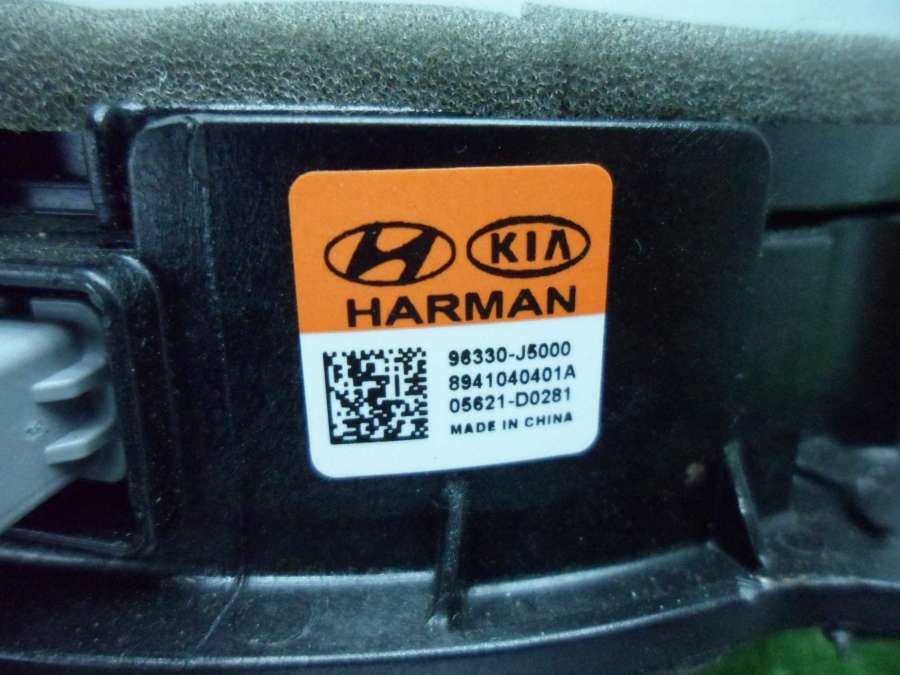 KIA
HARMAN
96330-J5000
8941040401A
05621-D0281
MADE IN CHINA